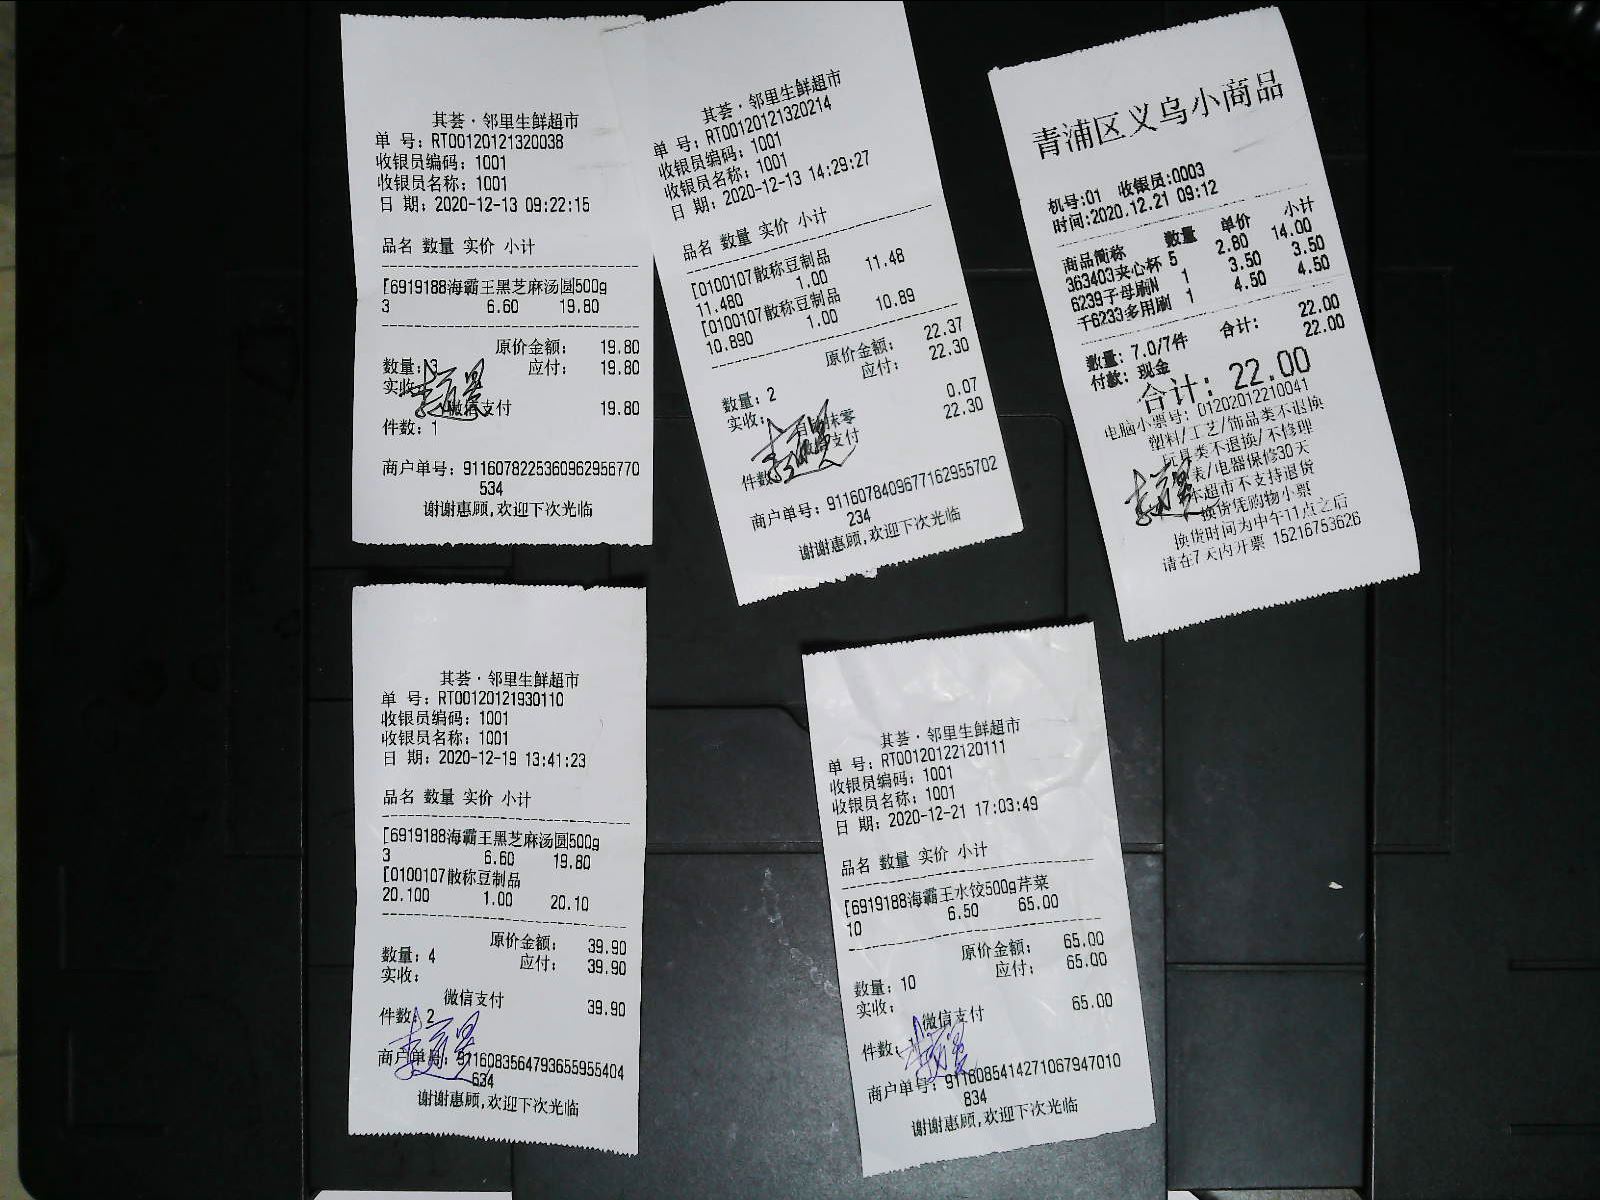 其荟·邻里生鲜超市
单 号: RT00120121320038
收银员编码: 1001
收银员名称: 1001
日 期: 2020-12-13 09:22:15
品名 数量 实价 小计
[6919188海霸王黑芝麻汤圆500g
3 6.60 19.80
原价金额: 19.80
数量: 应付: 19.80
实收
微信支付 19.80
件数: 1
商户单号: 9116078225360962956770
534
谢谢惠顾,欢迎下次光临
其荟·邻里生鲜超市
单 号: RT00120121320214
收银员编码: 1001
收银员名称: 1001
日 期: 2020-12-13 14:29:27
品名 数量 实价 小计
[0100107散称豆制品
11.480 1.00 11.48
[0100107散称豆制品
10.890 1.00 10.89
原价金额: 22.37
数量: 2 应付: 22.30
实收:
抹零 0.07
支付 22.30
件数
商户单号: 9116078409677162955702
234
谢谢惠顾,欢迎下次光临
青浦区义乌小商品
机号:01 收银员:0003
时间:2020.12.21 09:12
商品简称 数量 单价 小计
363403夹心杯 5 2.80 14.00
6239子母刷N 1 3.50 3.50
千6233多用刷 1 4.50 4.50
数量: 7.0/7件 合计: 22.00
付款: 现金 22.00
合计: 22.00
电脑小票号: 01202012210041
塑料/工艺/饰品类不退换
玩具类不退换/不修理
表/电器保修30天
本超市不支持退货
换货凭购物小票
换货时间为中午11点之后
请在7天内开票 15216753626
其荟·邻里生鲜超市
单 号: RT00120121930110
收银员编码: 1001
收银员名称: 1001
日 期: 2020-12-19 13:41:23
品名 数量 实价 小计
[6919188海霸王黑芝麻汤圆500g
3 6.60 19.80
[0100107散称豆制品
20.100 1.00 20.10
原价金额: 39.90
数量: 4 应付: 39.90
实收:
微信支付 39.90
件数: 2
商户单号: 9116083564793655955404
634
谢谢惠顾,欢迎下次光临
其荟·邻里生鲜超市
单 号: RT00120122120111
收银员编码: 1001
收银员名称: 1001
日 期: 2020-12-21 17:03:49
品名 数量 实价 小计
[6919188海霸王水饺500g芹菜
10 6.50 65.00
原价金额: 65.00
数量: 10 应付: 65.00
实收:
微信支付 65.00
件数:
商户单号: 9116085414271067947010
834
谢谢惠顾,欢迎下次光临